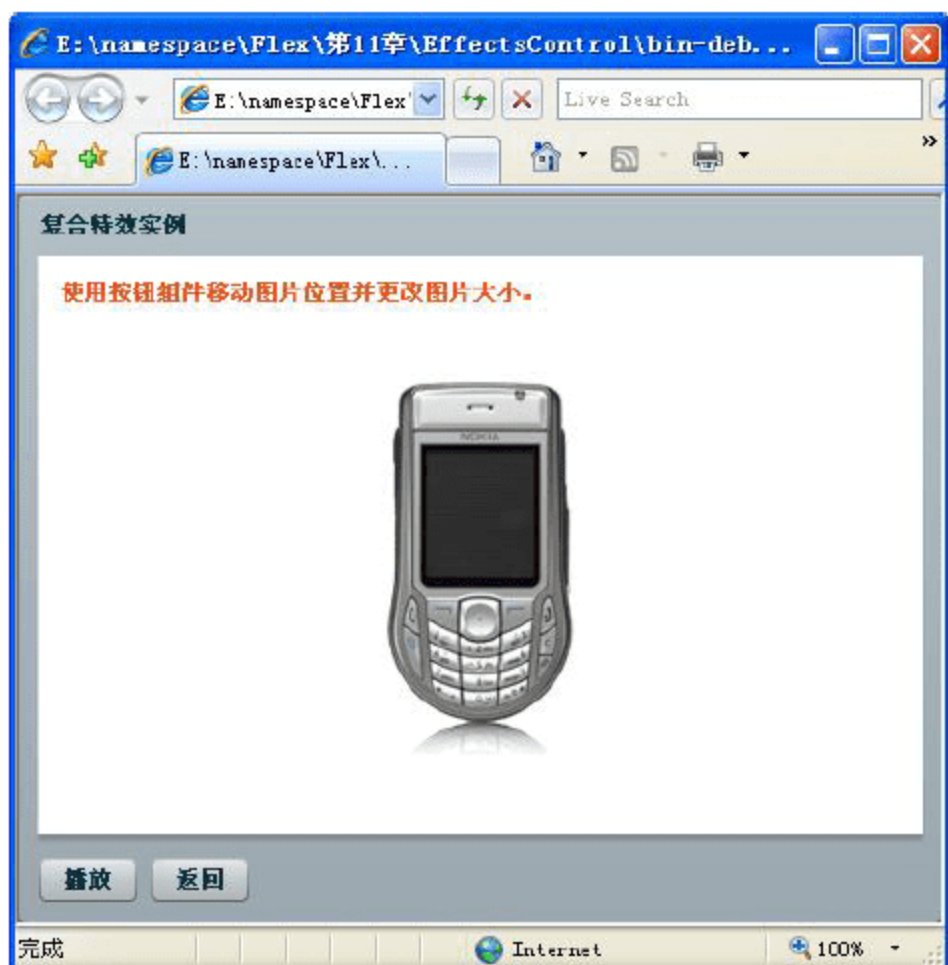 E:\namespace\Flex\第11章\EffectsControl\bin-deb...
E:\namespace\Flex'
Live Search
E:\namespace\Flex\...
»
复合特效实例
使用按钮组件移动图片位置并更改图片大小。
NOKIA
播放
返回
完成
Internet
100%